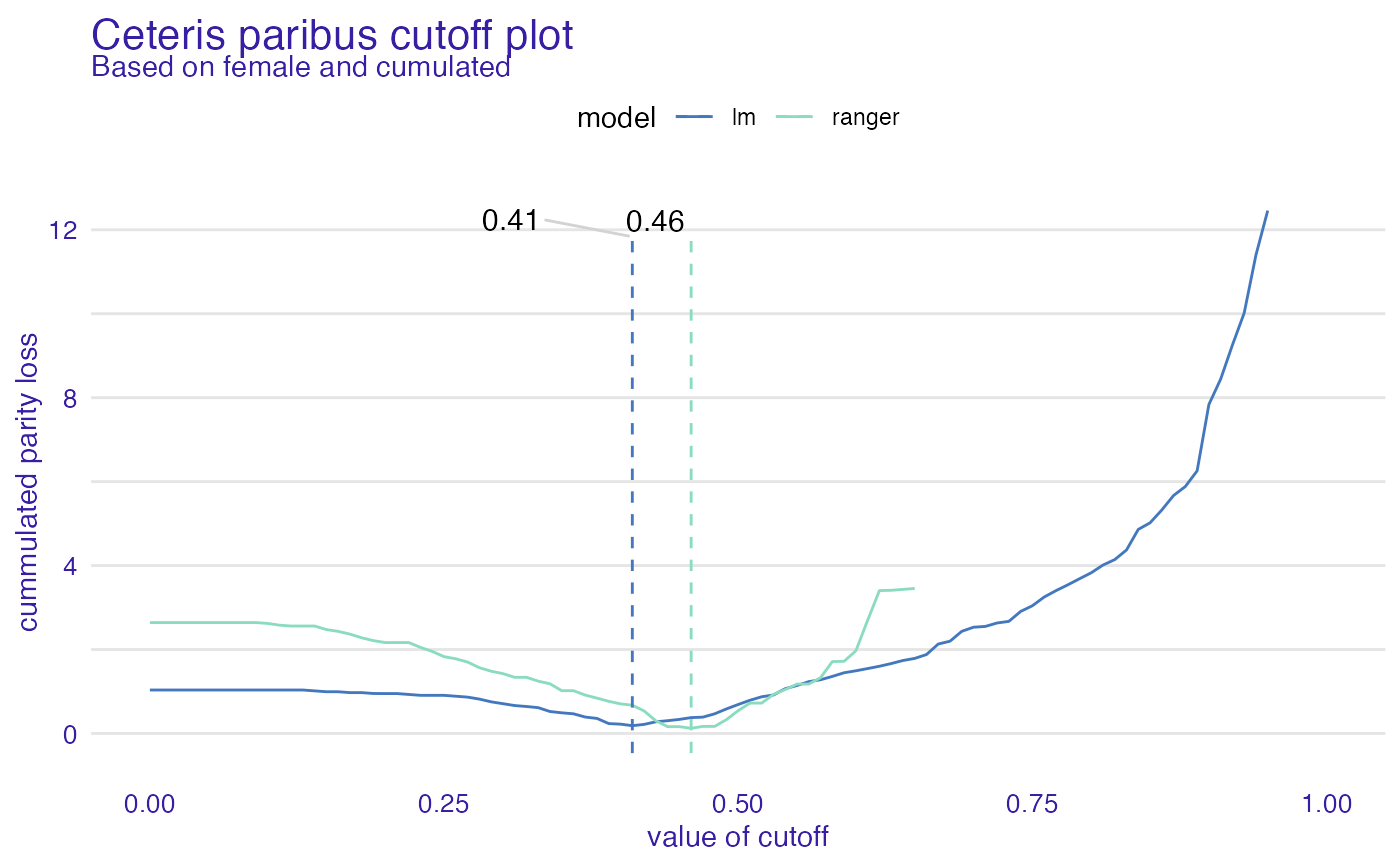 Ceteris paribus cutoff plot
Based on female and cumulated
model lm ranger
0.41 0.46
12
8
4
0
cummulated parity loss
0.00 0.25 0.50 0.75 1.00
value of cutoff